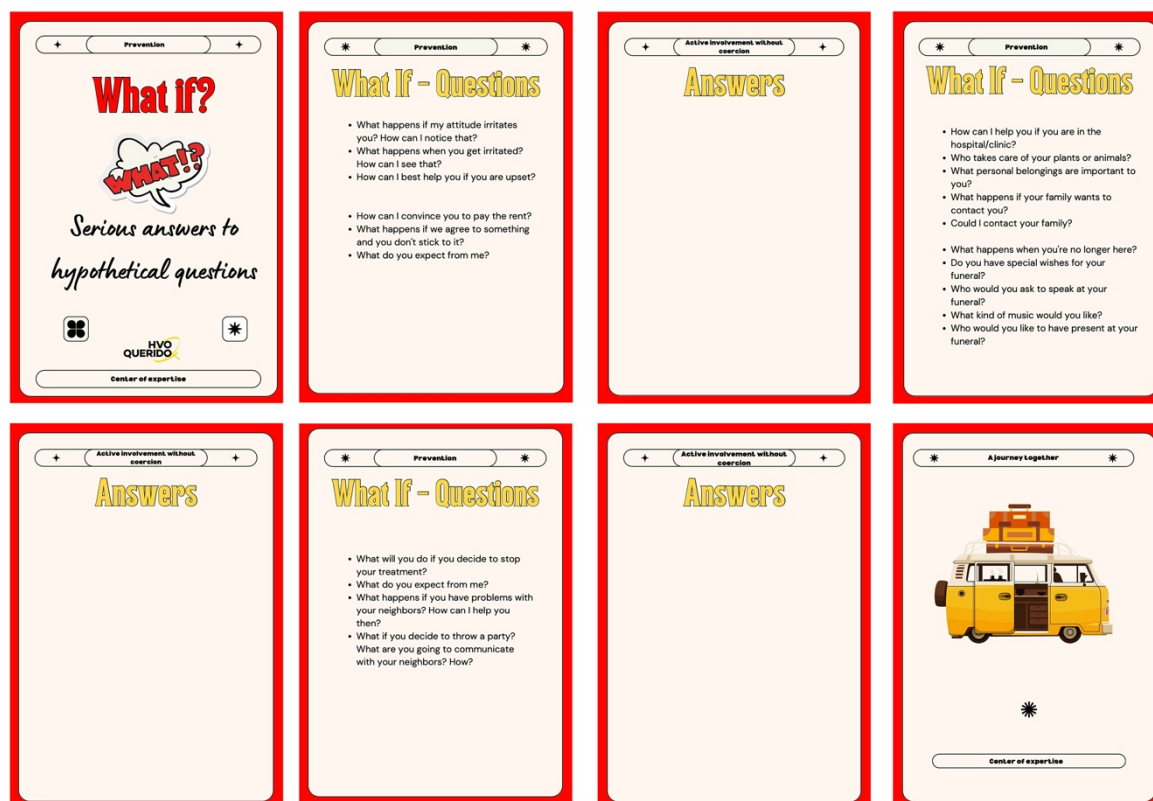 Prevention
What if?
WHAT!?
Serious answers to
hypothetical questions
HVO
QUERIDO
Center of expertise
Prevention
What If - Questions
• What happens if my attitude irritates
you? How can I notice that?
• What happens when you get irritated?
How can I see that?
• How can I best help you if you are upset?
• How can I convince you to pay the rent?
• What happens if we agree to something
and you don't stick to it?
• What do you expect from me?
Active involvement without
coercion
Answers
Prevention
What If - Questions
• How can I help you if you are in the
hospital/clinic?
• Who takes care of your plants or animals?
• What personal belongings are important to
you?
• What happens if your family wants to
contact you?
• Could I contact your family?
• What happens when you're no longer here?
• Do you have special wishes for your
funeral?
• Who would you ask to speak at your
funeral?
• What kind of music would you like?
• Who would you like to have present at your
funeral?
Active involvement without
coercion
Answers
Prevention
What If - Questions
• What will you do if you decide to stop
your treatment?
• What do you expect from me?
• What happens if you have problems with
your neighbors? How can I help you
then?
• What if you decide to throw a party?
What are you going to communicate
with your neighbors? How?
Active involvement without
coercion
Answers
A journey together
Center of expertise